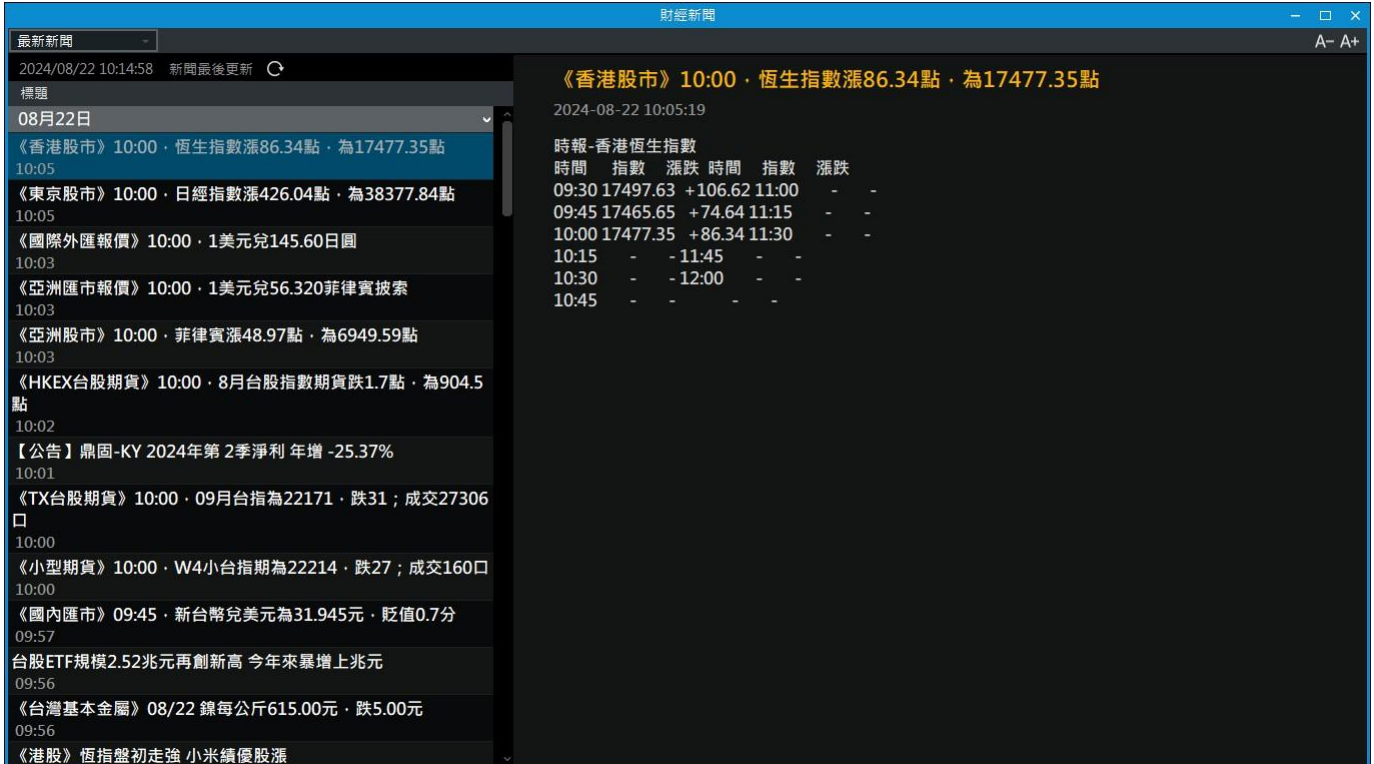 財經新聞
最新新聞
A- A+
2024/08/22 10:14:58 新聞最後更新
標題
08月22日
《香港股市》10:00．恆生指數漲86.34點．為17477.35點
10:05
《東京股市》10:00．日經指數漲426.04點．為38377.84點
10:05
《國際外匯報價》10:00．1美元兌145.60日圓
10:03
《亞洲匯市報價》10:00．1美元兌56.320菲律賓披索
10:03
《亞洲股市》10:00．菲律賓漲48.97點．為6949.59點
10:03
《HKEX台股期貨》10:00．8月台股指數期貨跌1.7點．為904.5
點
10:02
【公告】鼎固-KY 2024年第 2季淨利 年增 -25.37%
10:01
《TX台股期貨》10:00．09月台指為22171．跌31；成交27306
口
10:00
《小型期貨》10:00．W4小台指期為22214．跌27；成交160口
10:00
《國內匯市》09:45．新台幣兌美元為31.945元．貶值0.7分
09:57
台股ETF規模2.52兆元再創新高 今年來暴增上兆元
09:56
《台灣基本金屬》08/22 鎳每公斤615.00元．跌5.00元
09:56
《港股》恆指盤初走強 小米績優股漲
《香港股市》10:00．恆生指數漲86.34點．為17477.35點
2024-08-22 10:05:19
時報-香港恆生指數
時間 指數 漲跌 時間 指數 漲跌
09:30 17497.63 +106.62 11:00 - -
09:45 17465.65 +74.64 11:15 - -
10:00 17477.35 +86.34 11:30 - -
10:15 - - 11:45 - -
10:30 - - 12:00 - -
10:45 - - - -